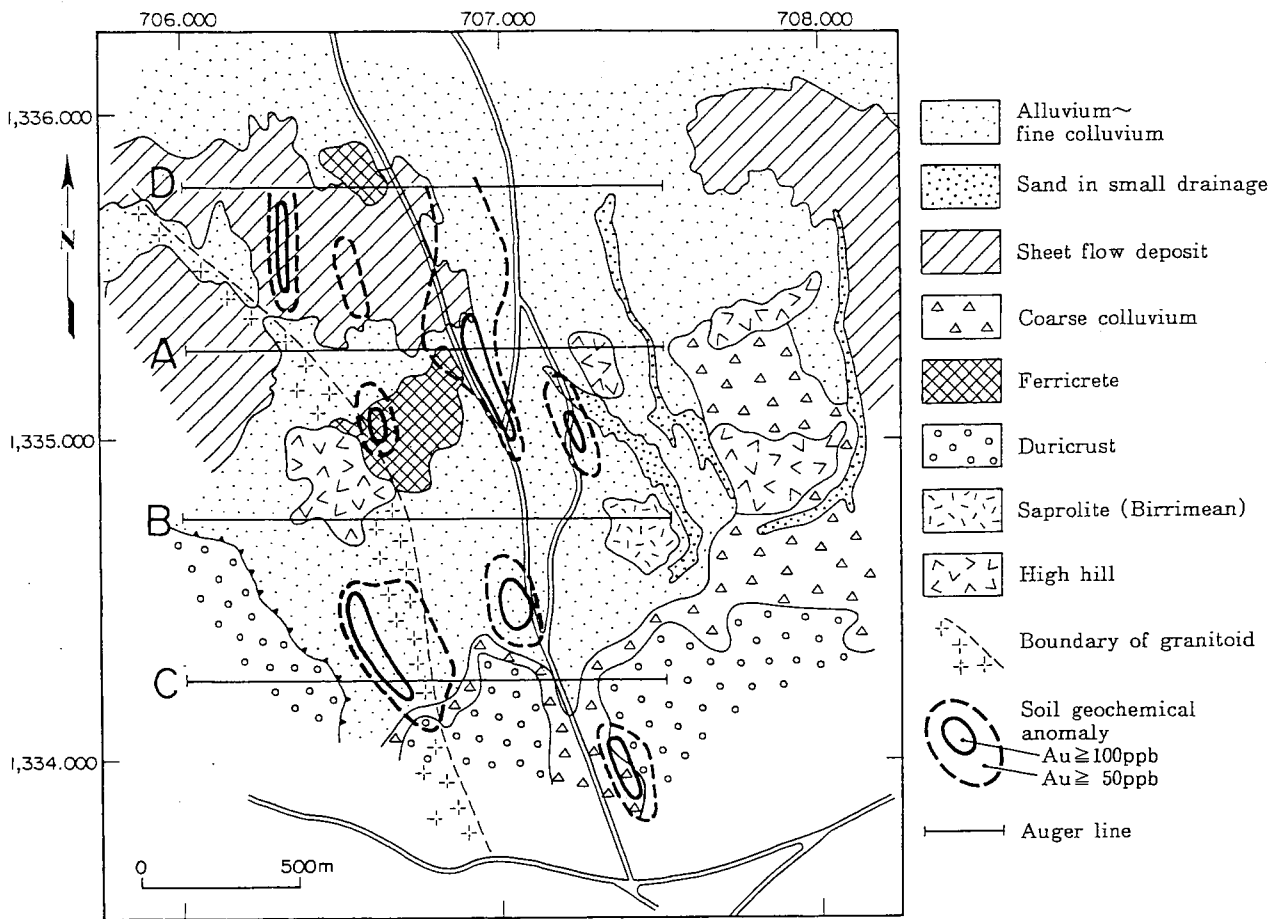 706.000 707.000 708.000
1,336.000
1,335.000
1,334.000
N
D
A
B
C
0 500m
Alluvium~
fine colluvium
Sand in small drainage
Sheet flow deposit
Coarse colluvium
Ferricrete
Duricrust
Saprolite (Birrimean)
High hill
Boundary of granitoid
Soil geochemical
anomaly
Au≧100ppb
Au≧ 50ppb
Auger line